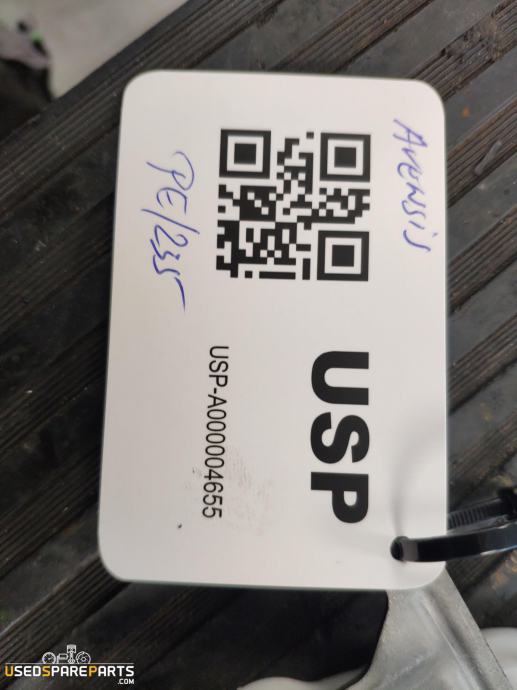 Avensis
PE/235
USP
USP-A000004655
USEDSPAREPARTS
.COM